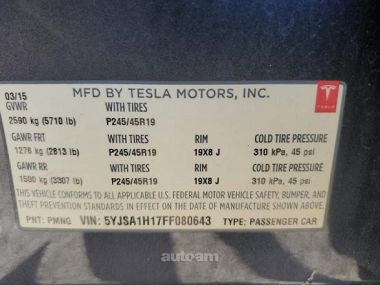 03/15 MFD BY TESLA MOTORS, INC.
GVWR WITH TIRES
2590 kg (5710 lb) P245/45R19
TESLA
GAWR FRT WITH TIRES RIM COLD TIRE PRESSURE
1276 kg (2813 lb) P245/45R19 19X8 J 310 kPa, 45 psi
GAWR RR WITH TIRES RIM COLD TIRE PRESSURE
1500 kg (3307 lb) P245/45R19 19X8 J 310 kPa, 45 psi
THIS VEHICLE CONFORMS TO ALL APPLICABLE U.S. FEDERAL MOTOR VEHICLE SAFETY, BUMPER, AND
THEFT PREVENTION STANDARDS IN EFFECT ON THE DATE OF MANUFACTURE SHOWN ABOVE.
PNT: PMNG VIN: 5YJSA1H17FF080643 TYPE: PASSENGER CAR
autoam